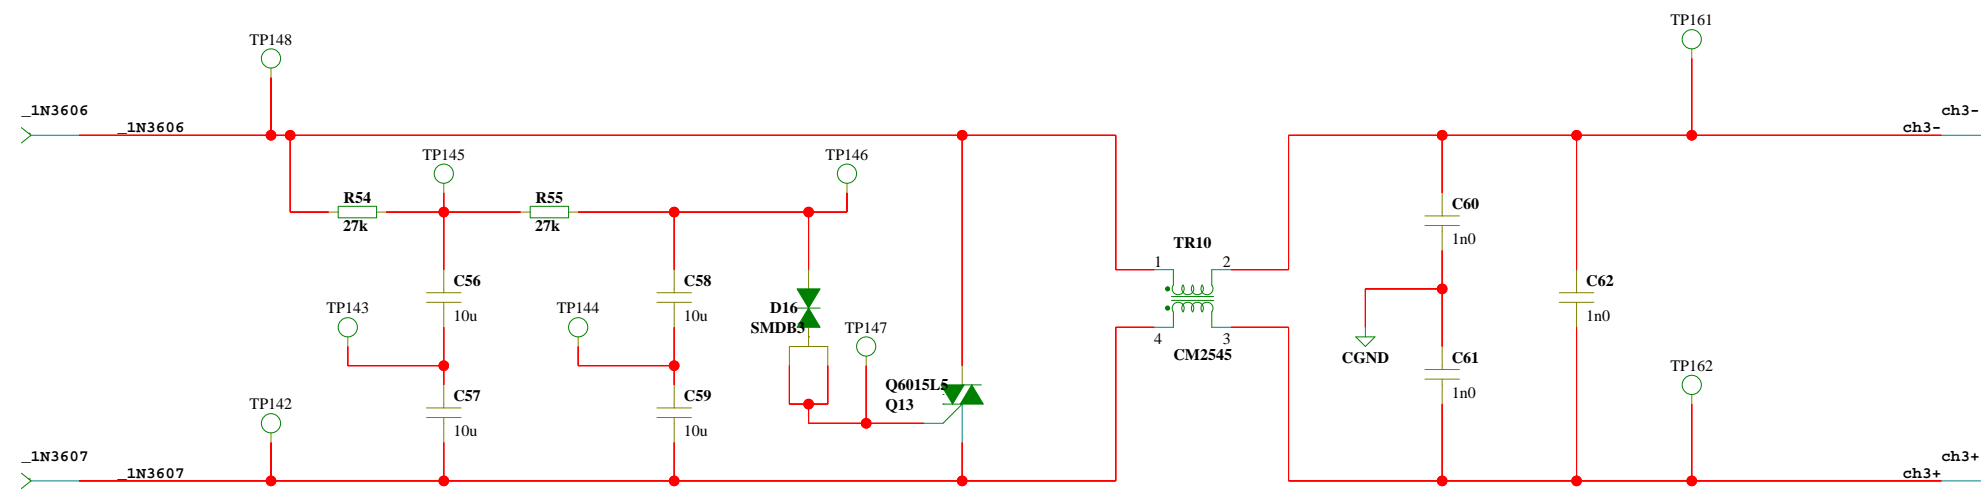 TP148
TP161
_1N3606
_1N3606
ch3-
ch3-
TP145
TP146
R54
27k
R55
27k
C60
1n0
TR10
1
2
C56
10u
C58
10u
C62
1n0
TP143
TP144
D16
SMDB3
TP147
4
3
CM2545
CGND
C61
1n0
TP162
Q6015L5
Q13
C57
10u
C59
10u
TP142
_1N3607
_1N3607
ch3+
ch3+